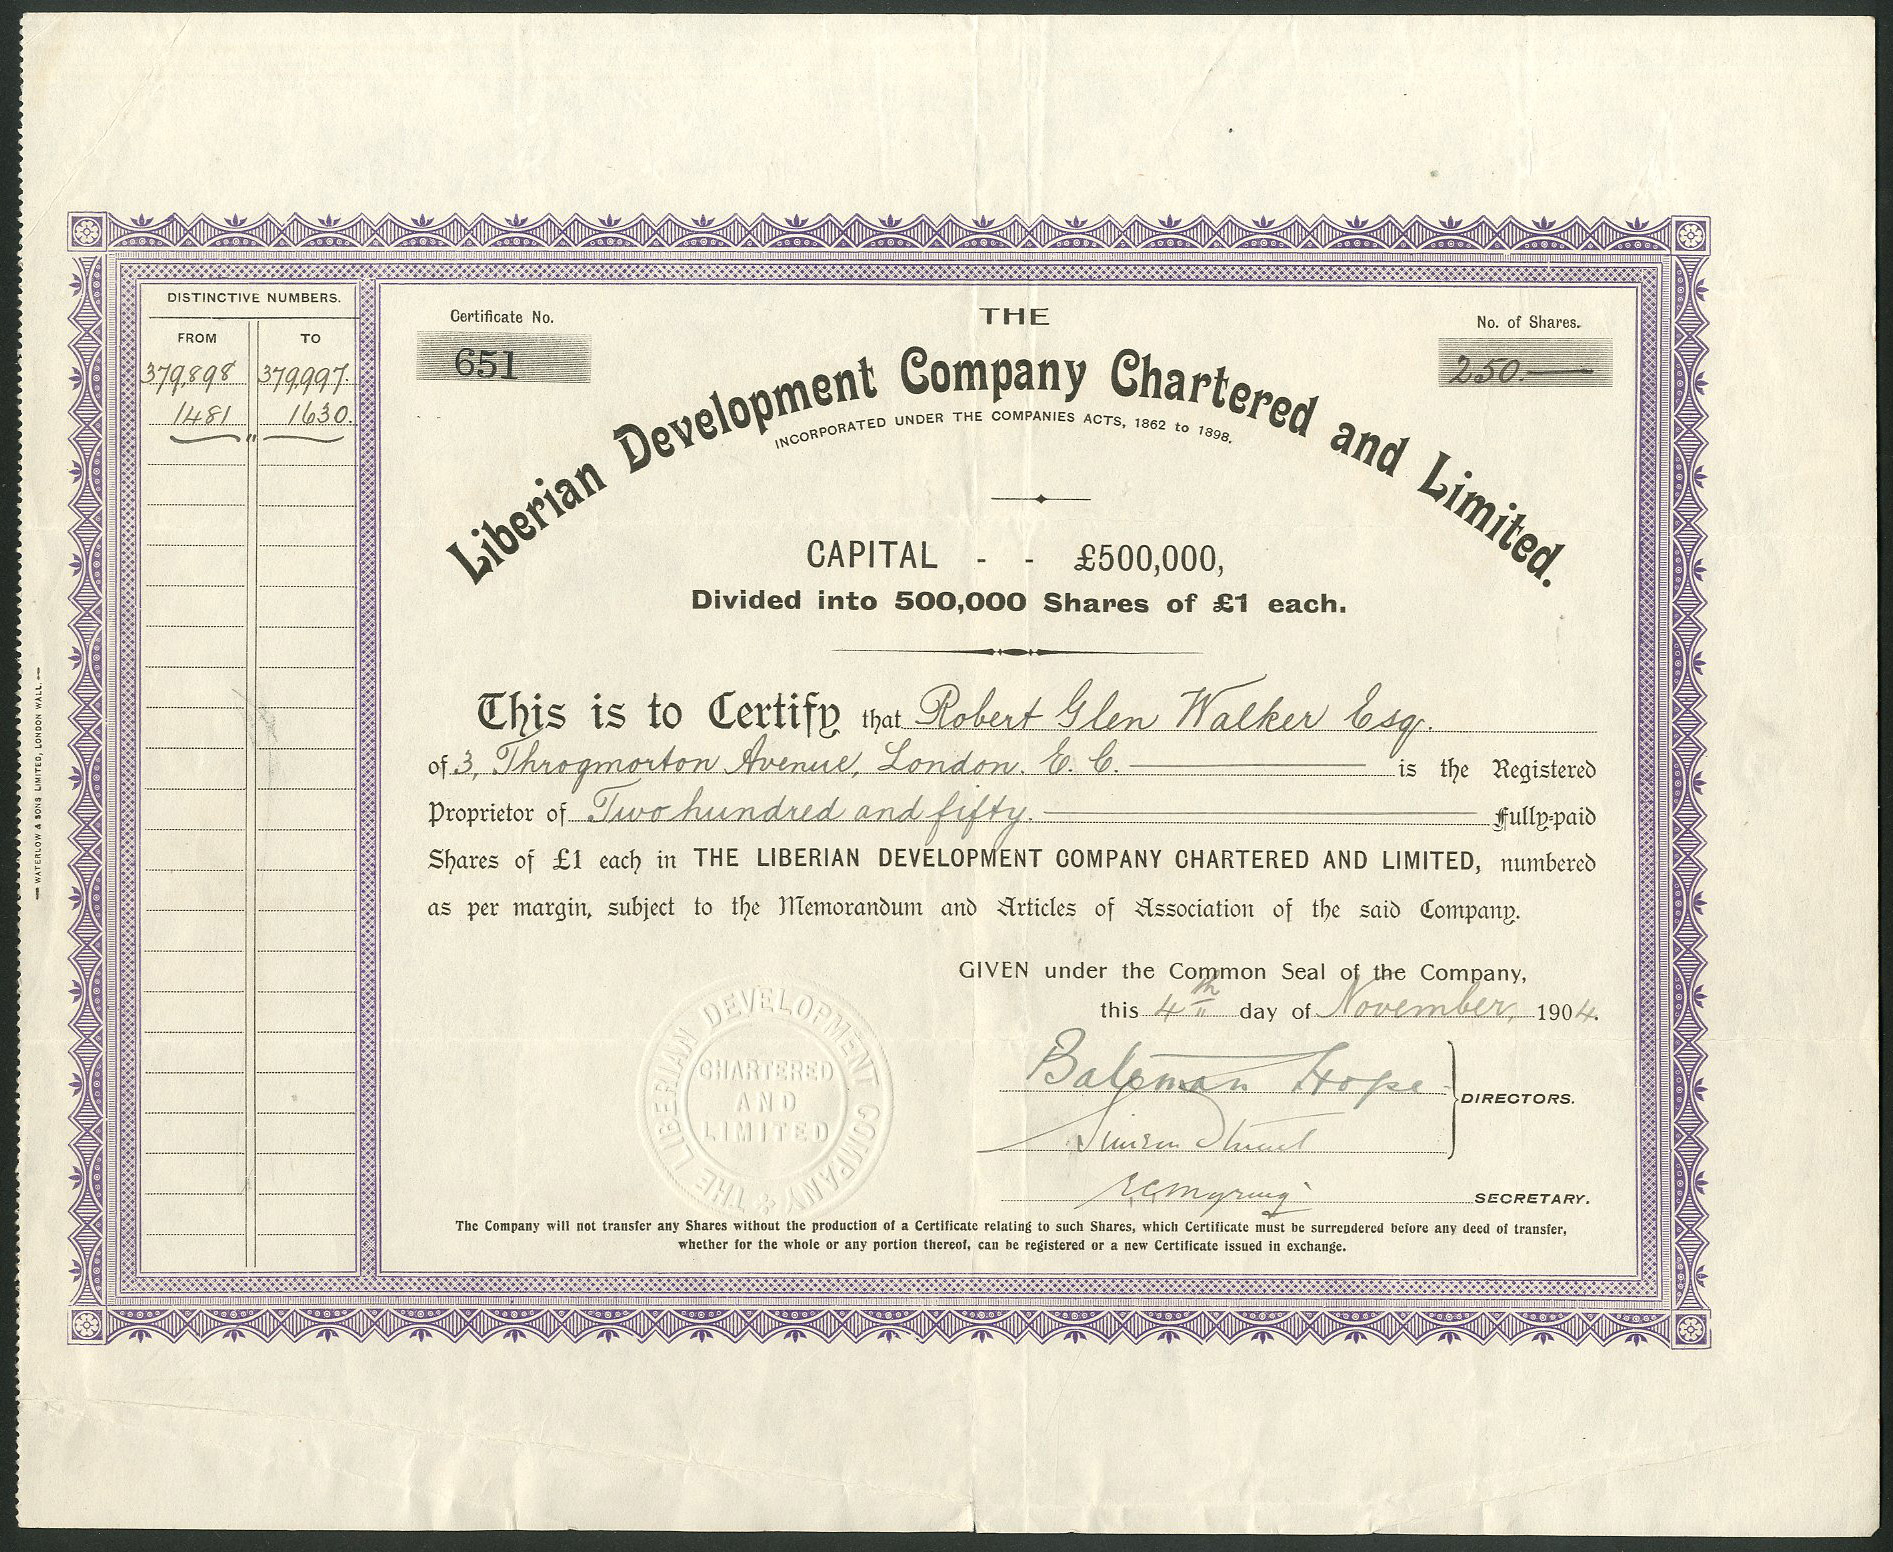 DISTINCTIVE NUMBERS.
FROM TO
379,898 379,997.
1481 " 1630.
WATERLOW & SONS LIMITED, LONDON WALL.
Certificate No.
651
No. of Shares.
250.
THE
Liberian Development Company Chartered and Limited.
INCORPORATED UNDER THE COMPANIES ACTS, 1862 to 1898.
CAPITAL - - £500,000,
Divided into 500,000 Shares of £1 each.
This is to Certify that Robert Glen Walker Esq.
of 3, Throgmorton Avenue, London. E. C. is the Registered
Proprietor of Two hundred and fifty. Fully-paid
Shares of £1 each in THE LIBERIAN DEVELOPMENT COMPANY CHARTERED AND LIMITED, numbered
as per margin, subject to the Memorandum and Articles of Association of the said Company.
GIVEN under the Common Seal of the Company,
this 4th day of November, 1904.
Bateman Hope
DIRECTORS.
SECRETARY.
THE LIBERIAN DEVELOPMENT COMPANY
CHARTERED
AND
LIMITED
The Company will not transfer any Shares without the production of a Certificate relating to such Shares, which Certificate must be surrendered before any deed of transfer,
whether for the whole or any portion thereof, can be registered or a new Certificate issued in exchange.